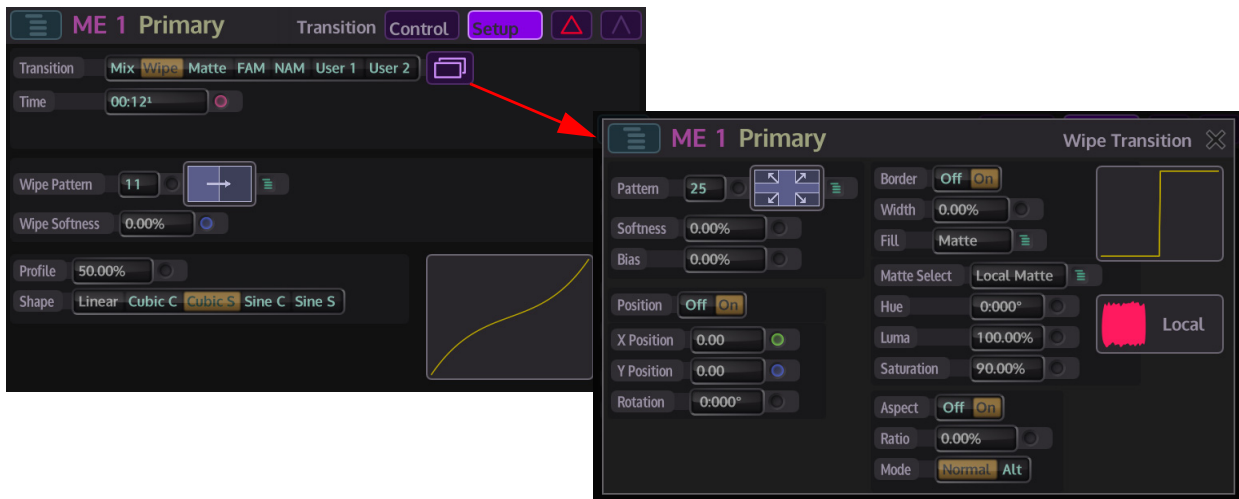 ME 1 Primary Transition Control Setup
Transition Mix Wipe Matte FAM NAM User 1 User 2
Time 00:12¹
Wipe Pattern 11
Wipe Softness 0.00%
Profile 50.00%
Shape Linear Cubic C Cubic S Sine C Sine S
ME 1 Primary Wipe Transition
Pattern 25
Softness 0.00%
Bias 0.00%
Position Off On
X Position 0.00
Y Position 0.00
Rotation 0:000°
Border Off On
Width 0.00%
Fill Matte
Matte Select Local Matte
Hue 0:000°
Luma 100.00%
Saturation 90.00%
Local
Aspect Off On
Ratio 0.00%
Mode Normal Alt